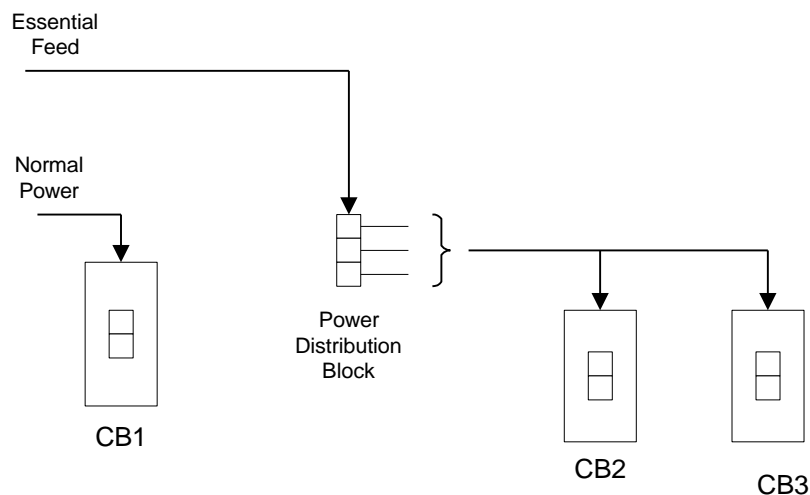 Essential
Feed
Normal
Power
Power
Distribution
Block
CB1
CB2
CB3